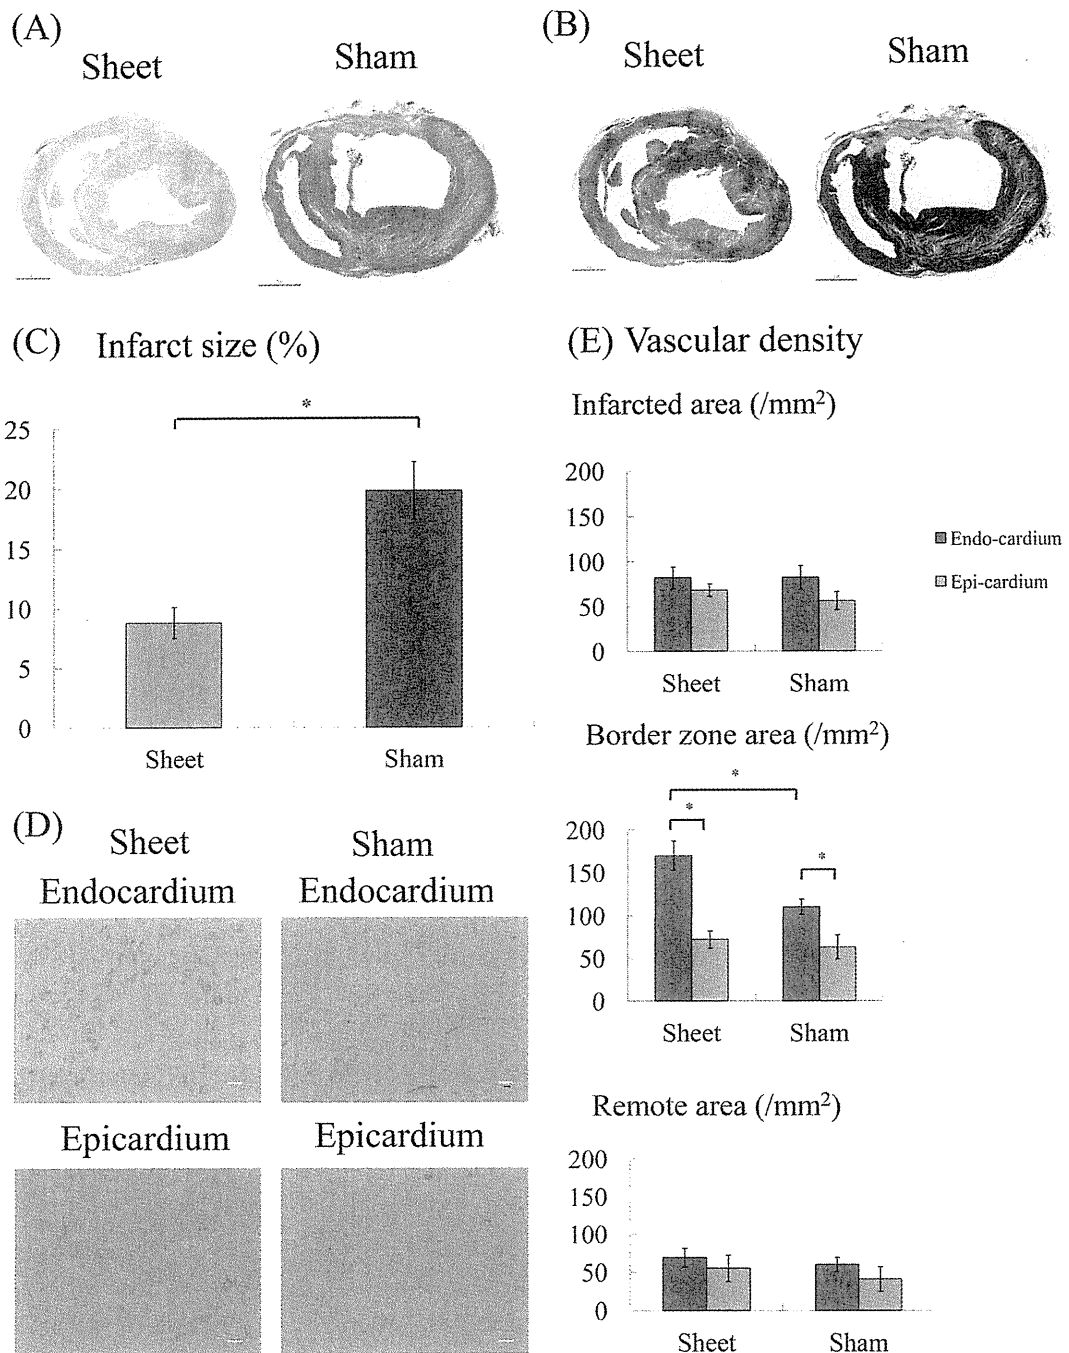 (A)
Sheet
Sham
(B)
Sheet
Sham
(C) Infarct size (%)
*
25
20
15
10
5
0
Sheet
Sham
(D)
Sheet
Sham
Endocardium
Endocardium
Epicardium
Epicardium
(E) Vascular density
Infarcted area (/mm²)
200
150
100
50
0
Sheet
Sham
Endo-cardium
Epi-cardium
Border zone area (/mm²)
*
*
*
200
150
100
50
0
Sheet
Sham
Remote area (/mm²)
200
150
100
50
0
Sheet
Sham